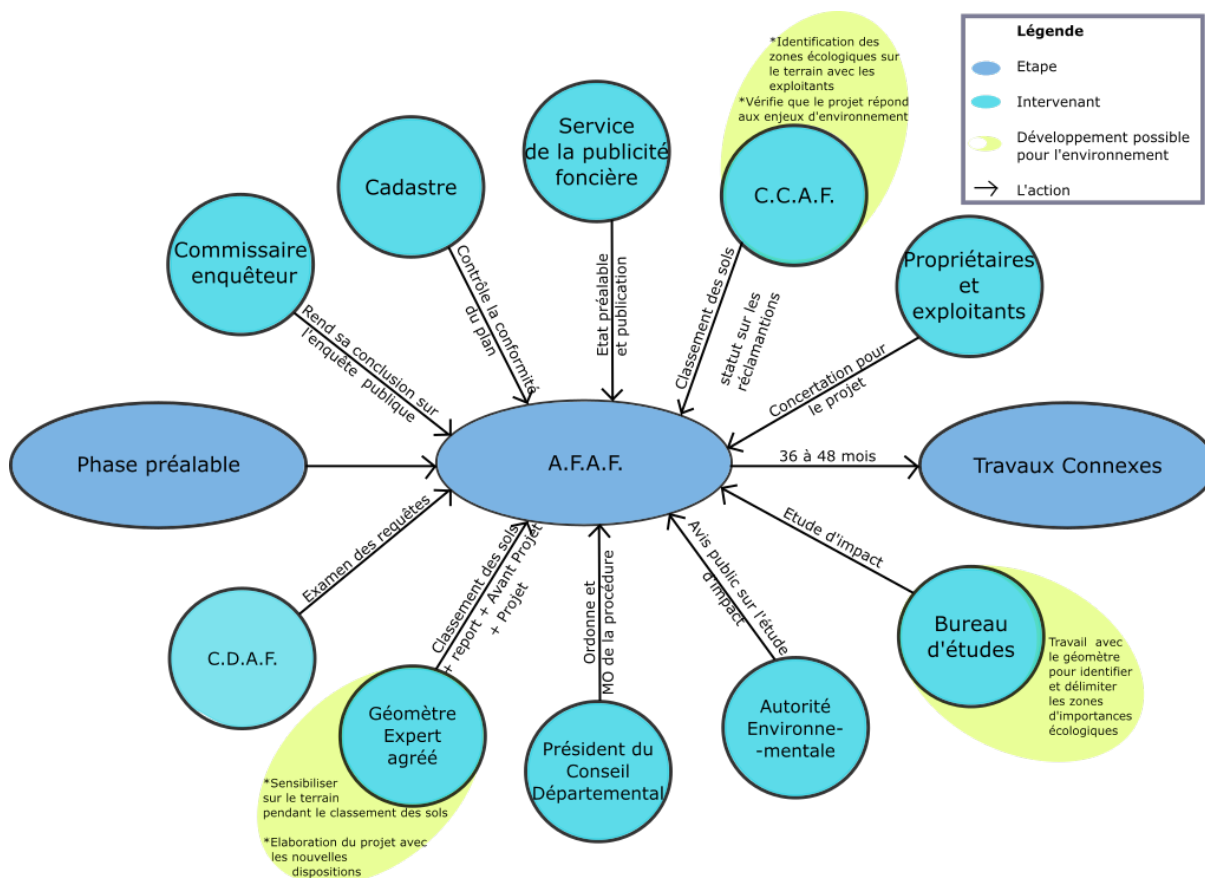 *Identification des
zones écologiques sur
le terrain avec les
exploitants
*Vérifie que le projet répond
aux enjeux d'environnement
Légende
Etape
Intervenant
Développement possible
pour l'environnement
L'action
Service
de la publicité
foncière
Cadastre
C.C.A.F.
Commissaire
enquêteur
Propriétaires
et
exploitants
Rend sa conclusion sur
l'enquête publique
Contrôle la conformité
du plan
Etat préalable
et publication
Classement des sols
statut sur les
réclamantions
Concertation pour
le projet
Phase préalable
A.F.A.F.
36 à 48 mois
Travaux Connexes
Examen des requêtes
Classement des sols
+ report + Avant Projet
+ Projet
Ordonne et
MO de la procédure
Avis public sur l'étude
d'impact
Etude d'impact
C.D.A.F.
Géomètre
Expert
agréé
Président du
Conseil
Départemental
Autorité
Environne-
-mentale
Bureau
d'études
Travail avec
le géomètre
pour identifier
et délimiter
les zones
d'importances
écologiques
*Sensibiliser
sur le terrain
pendant le classement des sols
*Elaboration du projet avec
les nouvelles
dispositions